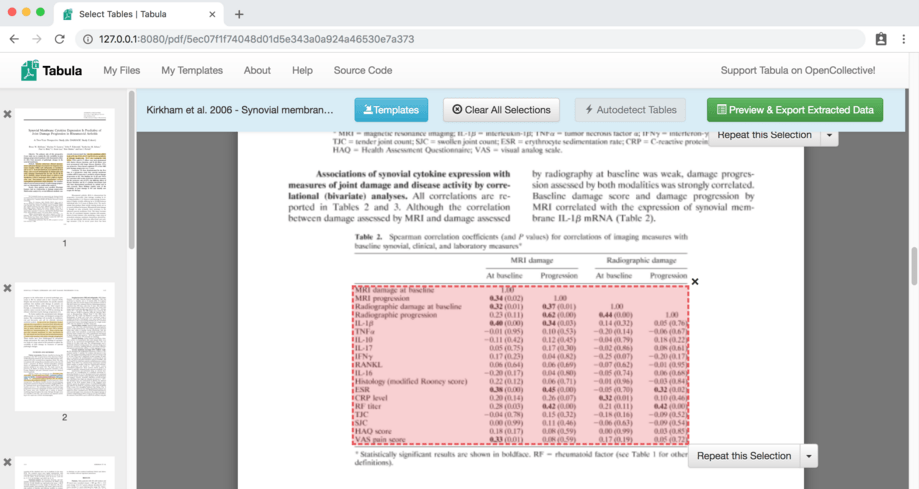 Select Tables | Tabula
127.0.0.1:8080/pdf/5ec07f1f74048d01d5e343a0a924a46530e7a373
Tabula My Files My Templates About Help Source Code Support Tabula on OpenCollective!
Kirkham et al. 2006 - Synovial membran... Templates Clear All Selections Autodetect Tables Preview & Export Extracted Data
1
2
* MRI = magnetic resonance imaging; IL-1β = interleukin-1β; TNFα = tumor necrosis factor α; IFNγ = interferon-γ
TJC = tender joint count; SJC = swollen joint count; ESR = erythrocyte sedimentation rate; CRP = C-reactive protein
HAQ = Health Assessment Questionnaire; VAS = visual analog scale.
Repeat this Selection
Associations of synovial cytokine expression with
measures of joint damage and disease activity by corre-
lational (bivariate) analyses. All correlations are re-
ported in Tables 2 and 3. Although the correlation
between damage assessed by MRI and damage assessed
by radiography at baseline was weak, damage progres-
sion assessed by both modalities was strongly correlated.
Baseline damage score and damage progression by
MRI correlated with the expression of synovial mem-
brane IL-1β mRNA (Table 2).
Table 2. Spearman correlation coefficients (and P values) for correlations of imaging measures with
baseline synovial, clinical, and laboratory measures*
MRI damage Radiographic damage
At baseline Progression At baseline Progression
MRI damage at baseline 1.00
MRI progression 0.34 (0.02) 1.00
Radiographic damage at baseline 0.32 (0.01) 0.37 (0.01) 1.00
Radiographic progression 0.23 (0.11) 0.62 (0.00) 0.44 (0.00) 1.00
IL-1β 0.40 (0.00) 0.34 (0.03) 0.14 (0.32) 0.05 (0.76)
TNFα −0.01 (0.95) 0.10 (0.53) −0.20 (0.14) −0.06 (0.67)
IL-10 −0.11 (0.42) 0.12 (0.45) −0.04 (0.79) 0.18 (0.22)
IL-17 0.05 (0.75) 0.17 (0.30) −0.02 (0.86) 0.08 (0.61)
IFNγ 0.17 (0.23) 0.04 (0.82) −0.25 (0.07) −0.20 (0.17)
RANKL 0.06 (0.64) 0.06 (0.69) −0.07 (0.62) −0.01 (0.95)
IL-16 −0.20 (0.17) 0.04 (0.80) −0.05 (0.74) 0.06 (0.68)
Histology (modified Rooney score) 0.22 (0.12) 0.06 (0.71) −0.01 (0.96) −0.03 (0.84)
ESR 0.38 (0.00) 0.45 (0.00) −0.05 (0.70) 0.32 (0.02)
CRP level 0.20 (0.14) 0.26 (0.07) 0.32 (0.01) 0.10 (0.46)
RF titer 0.28 (0.03) 0.42 (0.00) 0.21 (0.11) 0.42 (0.00)
TJC −0.04 (0.78) 0.15 (0.32) −0.18 (0.16) −0.09 (0.52)
SJC 0.00 (0.99) 0.11 (0.46) −0.06 (0.63) −0.09 (0.54)
HAQ score 0.18 (0.17) 0.08 (0.59) 0.00 (0.99) 0.03 (0.85)
VAS pain score 0.33 (0.01) 0.08 (0.59) 0.17 (0.19) 0.05 (0.72)
* Statistically significant results are shown in boldface. RF = rheumatoid factor (see Table 1 for other
definitions).
Repeat this Selection